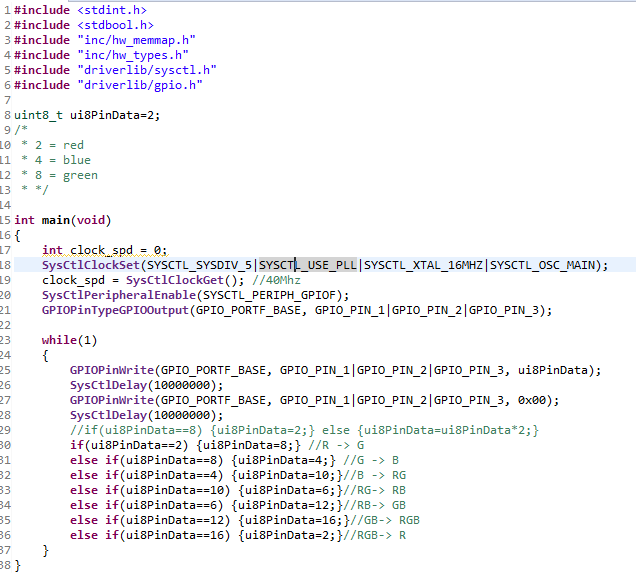 1 #include <stdint.h>
2 #include <stdbool.h>
3 #include "inc/hw_memmap.h"
4 #include "inc/hw_types.h"
5 #include "driverlib/sysctl.h"
6 #include "driverlib/gpio.h"
7
8 uint8_t ui8PinData=2;
9 /*
10  * 2 = red
11  * 4 = blue
12  * 8 = green
13  * */
14
15 int main(void)
16 {
17     int clock_spd = 0;
18     SysCtlClockSet(SYSCTL_SYSDIV_5|SYSCTL_USE_PLL|SYSCTL_XTAL_16MHZ|SYSCTL_OSC_MAIN);
19     clock_spd = SysCtlClockGet(); //40Mhz
20     SysCtlPeripheralEnable(SYSCTL_PERIPH_GPIOF);
21     GPIOPinTypeGPIOOutput(GPIO_PORTF_BASE, GPIO_PIN_1|GPIO_PIN_2|GPIO_PIN_3);
22
23     while(1)
24     {
25         GPIOPinWrite(GPIO_PORTF_BASE, GPIO_PIN_1|GPIO_PIN_2|GPIO_PIN_3, ui8PinData);
26         SysCtlDelay(10000000);
27         GPIOPinWrite(GPIO_PORTF_BASE, GPIO_PIN_1|GPIO_PIN_2|GPIO_PIN_3, 0x00);
28         SysCtlDelay(10000000);
29         //if(ui8PinData==8) {ui8PinData=2;} else {ui8PinData=ui8PinData*2;}
30         if(ui8PinData==2) {ui8PinData=8;} //R -> G
31         else if(ui8PinData==8) {ui8PinData=4;} //G -> B
32         else if(ui8PinData==4) {ui8PinData=10;}//B -> RG
33         else if(ui8PinData==10) {ui8PinData=6;}//RG-> RB
34         else if(ui8PinData==6) {ui8PinData=12;}//RB-> GB
35         else if(ui8PinData==12) {ui8PinData=16;}//GB-> RGB
36         else if(ui8PinData==16) {ui8PinData=2;}//RGB-> R
37     }
38 }